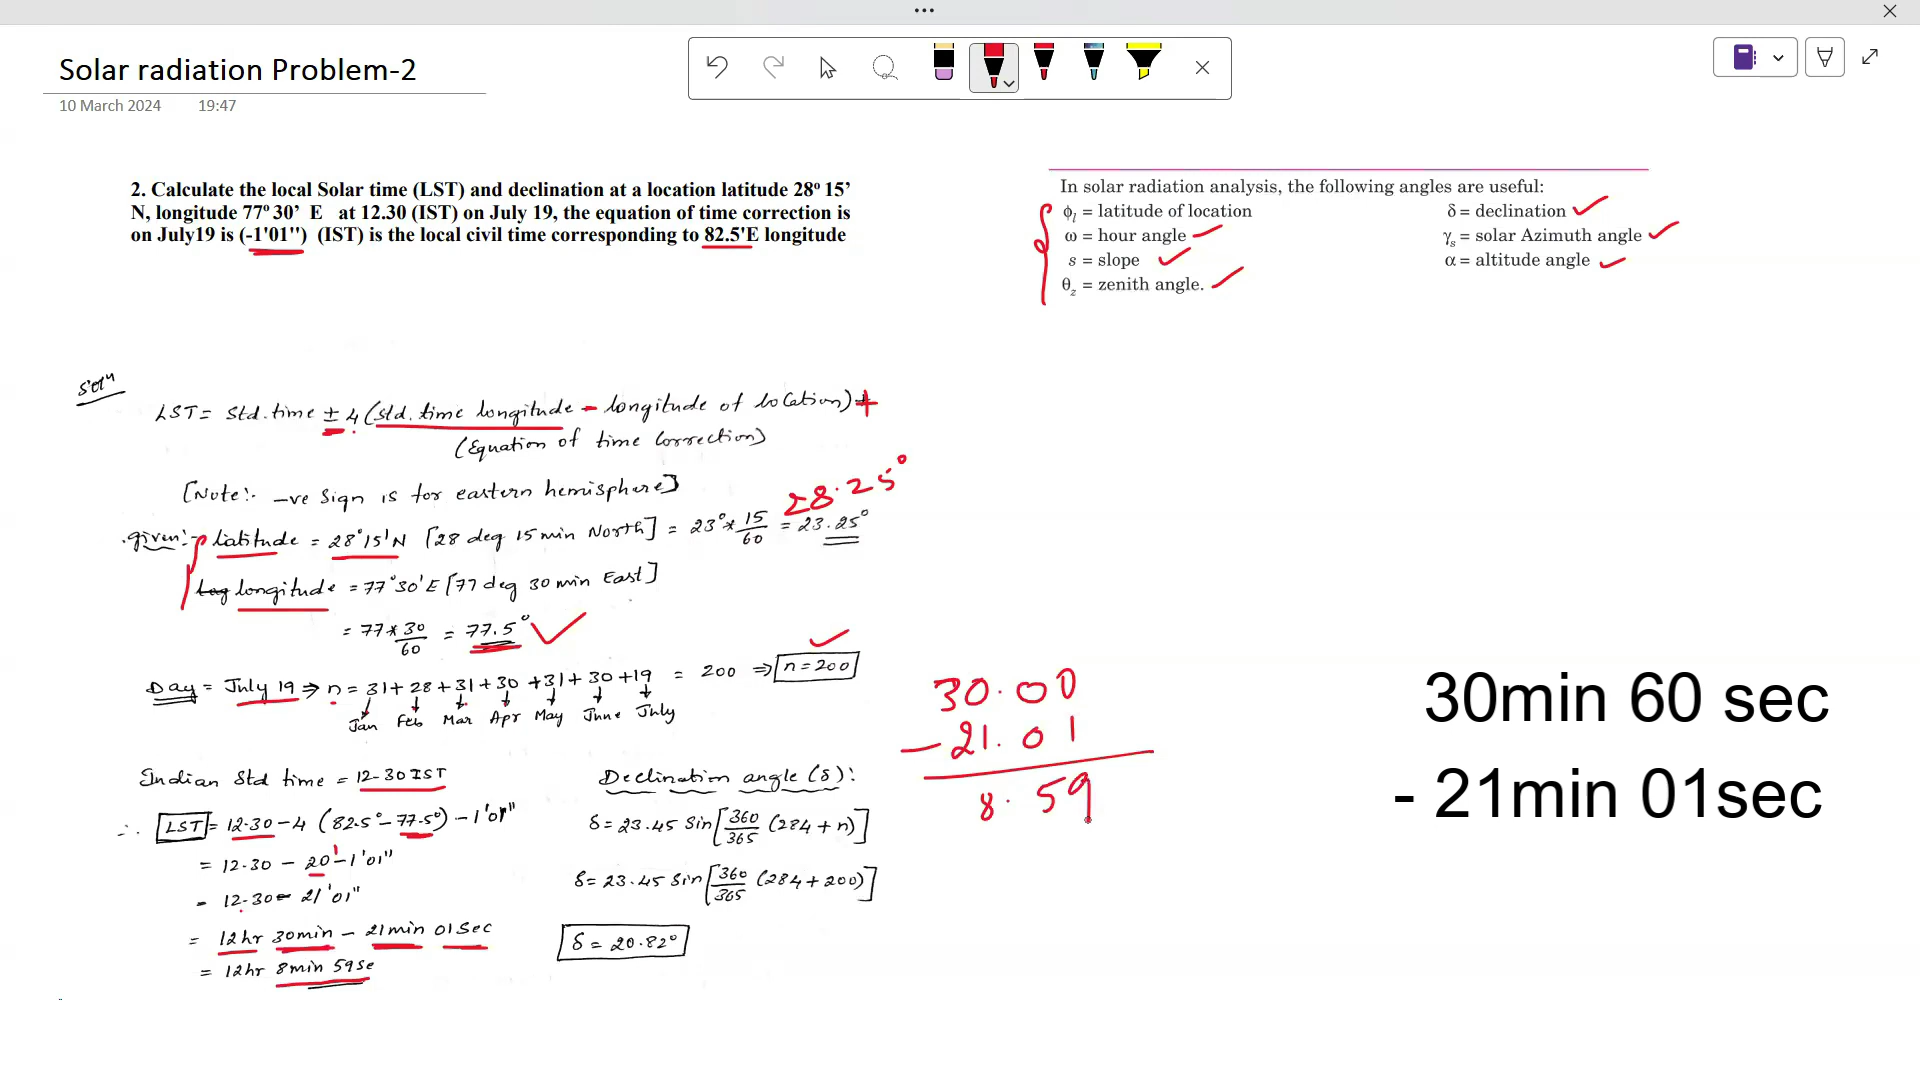 Solar radiation Problem-2
10 March 2024 19:47
2. Calculate the local Solar time (LST) and declination at a location latitude 28º 15’
N, longitude 77º 30’ E at 12.30 (IST) on July 19, the equation of time correction is
on July19 is (-1'01") (IST) is the local civil time corresponding to 82.5'E longitude
In solar radiation analysis, the following angles are useful:
ϕl = latitude of location δ = declination
ω = hour angle γs = solar Azimuth angle
s = slope α = altitude angle
θz = zenith angle.
Soln
LST = Std. time ± 4 (std. time longitude - longitude of location) +
(Equation of time correction)
[Note:- -ve sign is for eastern hemisphere]
28.25°
given:- latitude = 28°15'N [28 deg 15 min North] = 23° * 15/60 = 23.25°
longitude = 77°30'E [77 deg 30 min East]
= 77 * 30/60 = 77.5°
Day = July 19 ⇒ n = 31 + 28 + 31 + 30 + 31 + 30 + 19 = 200 ⇒ n = 200
Jan Feb Mar Apr May June July
30.00
- 21.01
8.59
30min 60 sec
- 21min 01sec
Indian Std time = 12-30 IST
∴ LST = 12-30 - 4 (82.5° - 77.5°) - 1'01"
= 12-30 - 20' - 1'01"
= 12-30 - 21'01"
= 12hr 30min - 21min 01Sec
= 12hr 8min 59Se
Declination angle (δ):
δ = 23.45 Sin [360/365 (284 + n)]
δ = 23.45 Sin [360/365 (284 + 200)]
δ = 20.82°